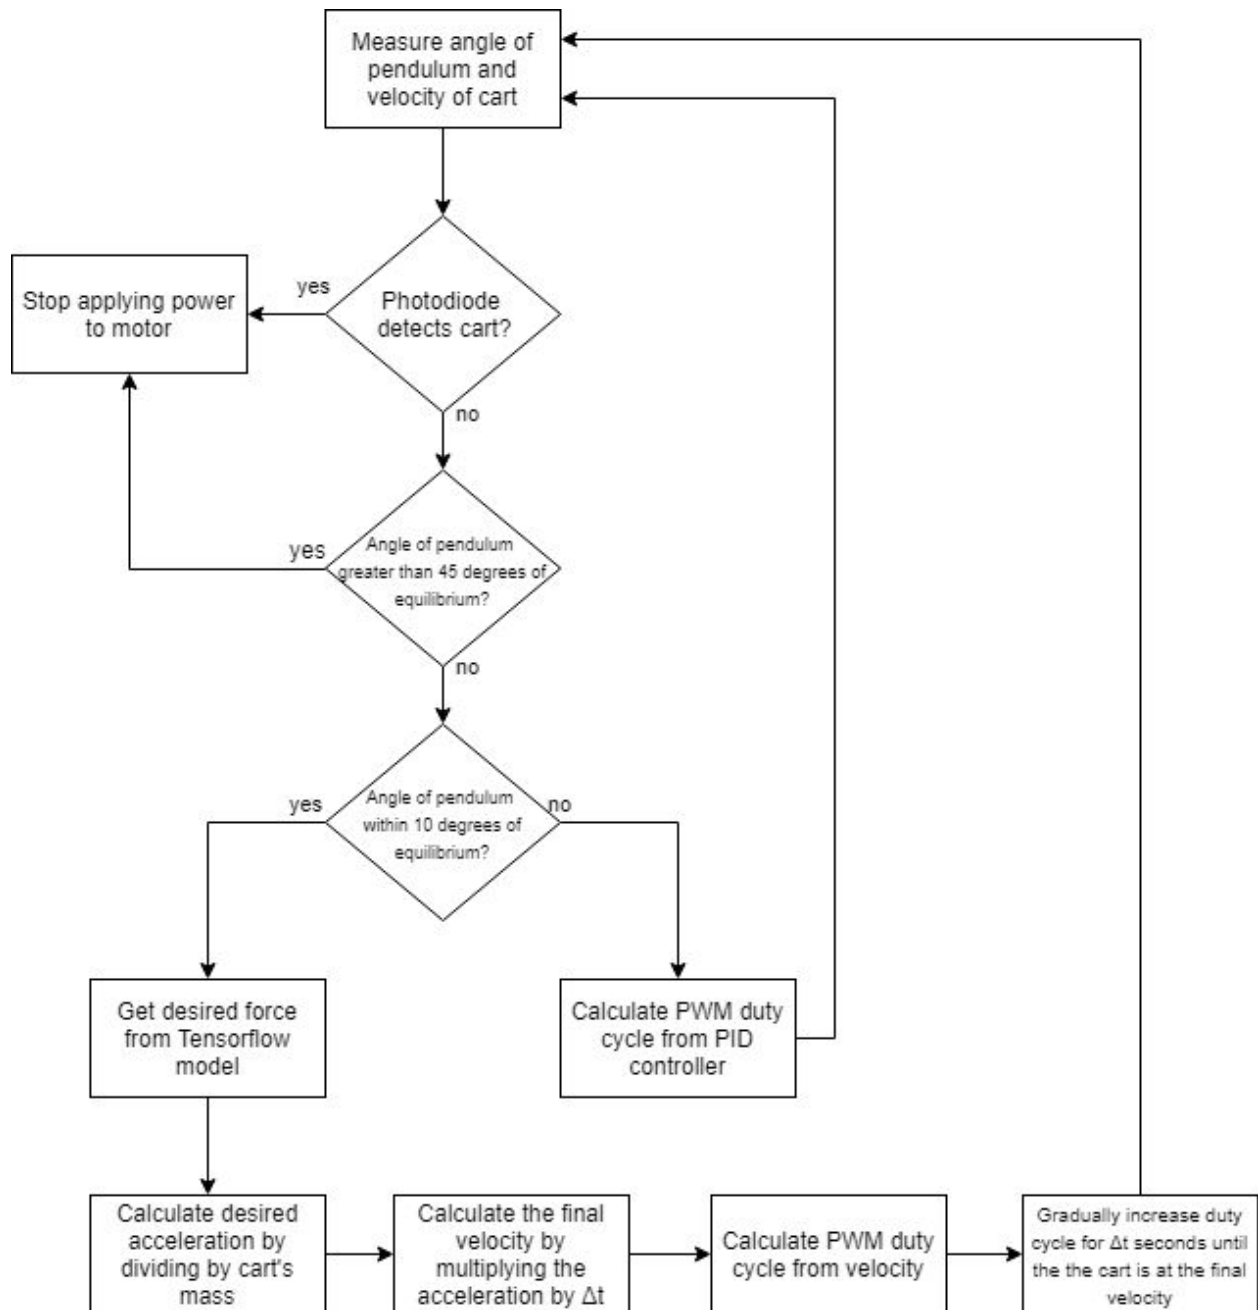 Measure angle of
pendulum and
velocity of cart
yes
Stop applying power
to motor
Photodiode
detects cart?
no
yes
Angle of pendulum
greater than 45 degrees of
equilibrium?
no
yes
Angle of pendulum
within 10 degrees of
equilibrium?
no
Get desired force
from Tensorflow
model
Calculate PWM duty
cycle from PID
controller
Calculate desired
acceleration by
dividing by cart's
mass
Calculate the final
velocity by
multiplying the
acceleration by Δt
Calculate PWM duty
cycle from velocity
Gradually increase duty
cycle for Δt seconds until
the the cart is at the final
velocity